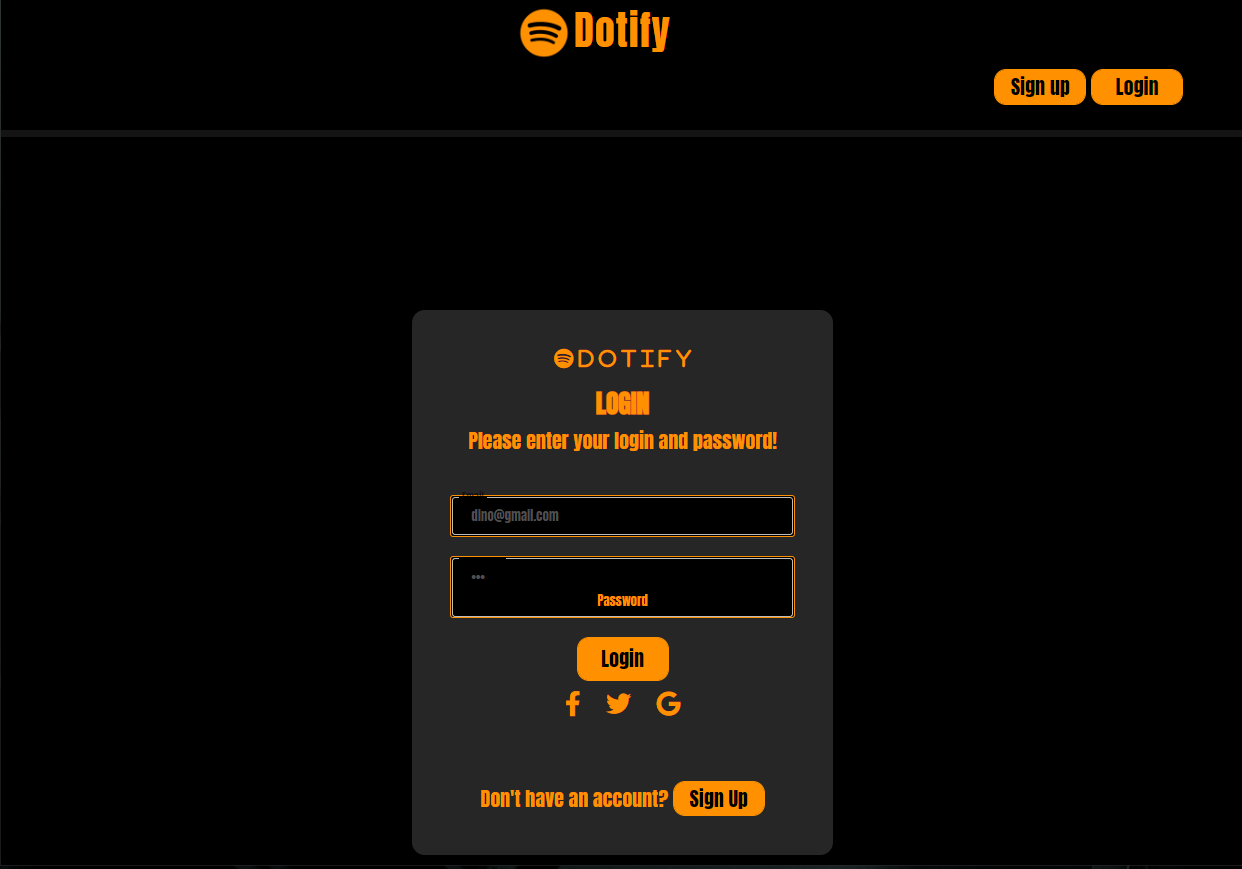 Dotify
Sign up Login
DOTIFY
LOGIN
Please enter your login and password!
dino@gmail.com
•••
Password
Login
Don't have an account? Sign Up